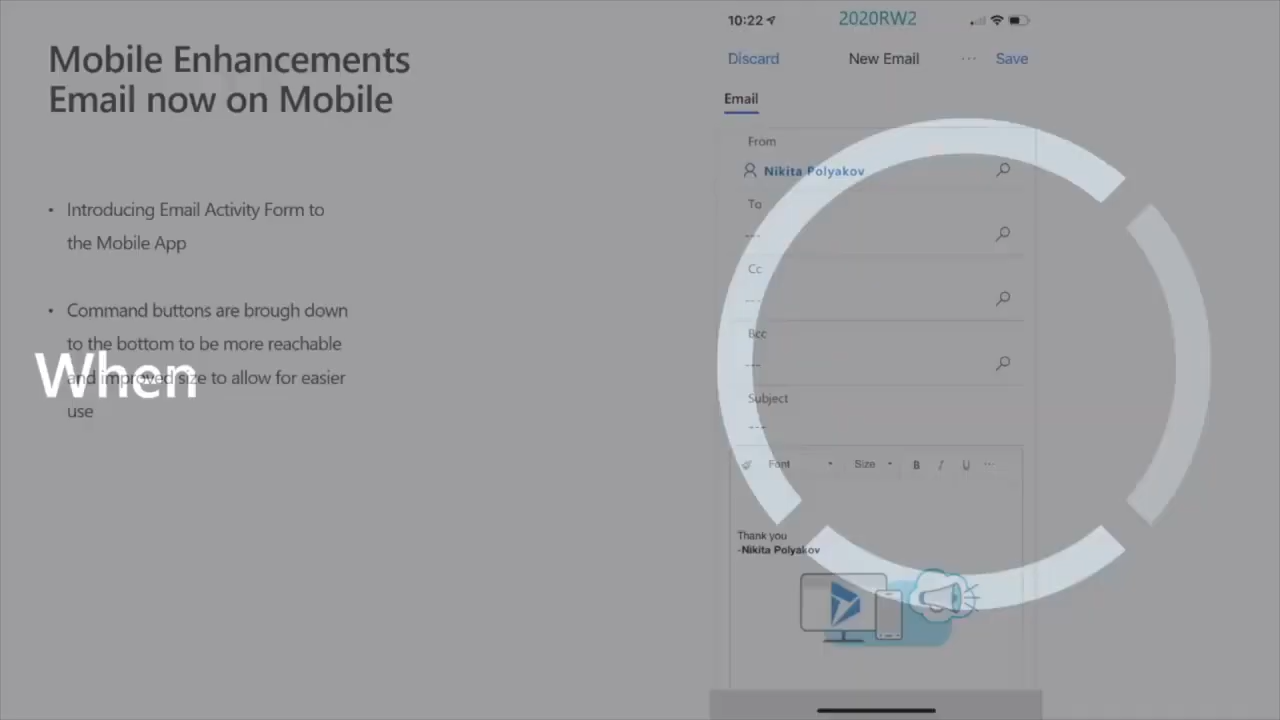 Mobile Enhancements
Email now on Mobile
• Introducing Email Activity Form to
the Mobile App
• Command buttons are brough down
to the bottom to be more reachable
and improved size to allow for easier
use
When
10:22
2020RW2
Discard
New Email
...
Save
Email
From
Nikita Polyakov
To
---
Cc
---
Bcc
---
Subject
---
Font
Size
B I U ...
Thank you
-Nikita Polyakov